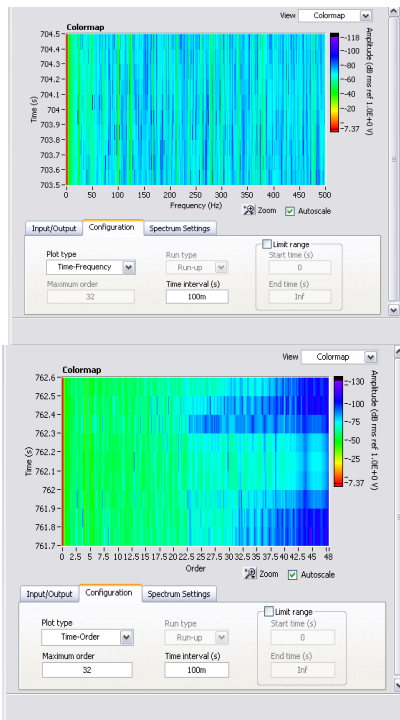 View Colormap
Colormap
704.5
704.4
704.3
704.2
704.1
704
703.9
703.8
703.7
703.6
703.5
Time (s)
0 50 100 150 200 250 300 350 400 450 500
Frequency (Hz)
-118
-100
-80
-60
-40
-20
-7.37
Amplitude (dB rms ref 1.0E+0 V)
Zoom Autoscale
Input/Output Configuration Spectrum Settings
Plot type
Time-Frequency
Run type
Run-up
Limit range
Start time (s)
0
Maximum order
32
Time interval (s)
100m
End time (s)
Inf
View Colormap
Colormap
762.6
762.5
762.4
762.3
762.2
762.1
762
761.9
761.8
761.7
Time (s)
0 2.5 5 7.5 10 12.5 15 17.5 20 22.5 25 27.5 30 32.5 35 37.5 40 42.5 45 48
Order
-130
-100
-75
-50
-25
-7.37
Amplitude (dB rms ref 1.0E+0 V)
Zoom Autoscale
Input/Output Configuration Spectrum Settings
Plot type
Time-Order
Run type
Run-up
Limit range
Start time (s)
0
Maximum order
32
Time interval (s)
100m
End time (s)
Inf